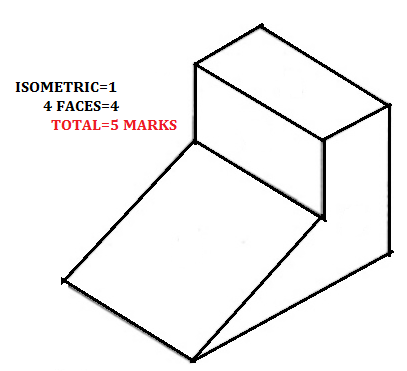 ISOMETRIC=1
4 FACES=4
TOTAL=5 MARKS